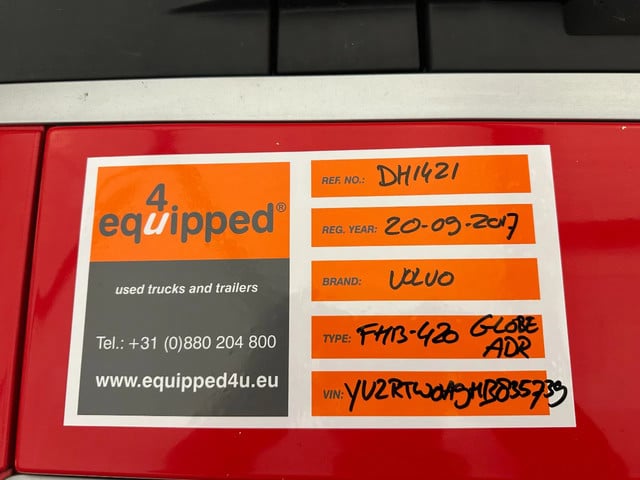 4
equipped®
used trucks and trailers
Tel.: +31 (0)880 204 800
www.equipped4u.eu
REF. NO.: DH1421
REG. YEAR: 20-09-2017
BRAND: VOLVO
TYPE: FH13-420 GLOBE
ADR
VIN: